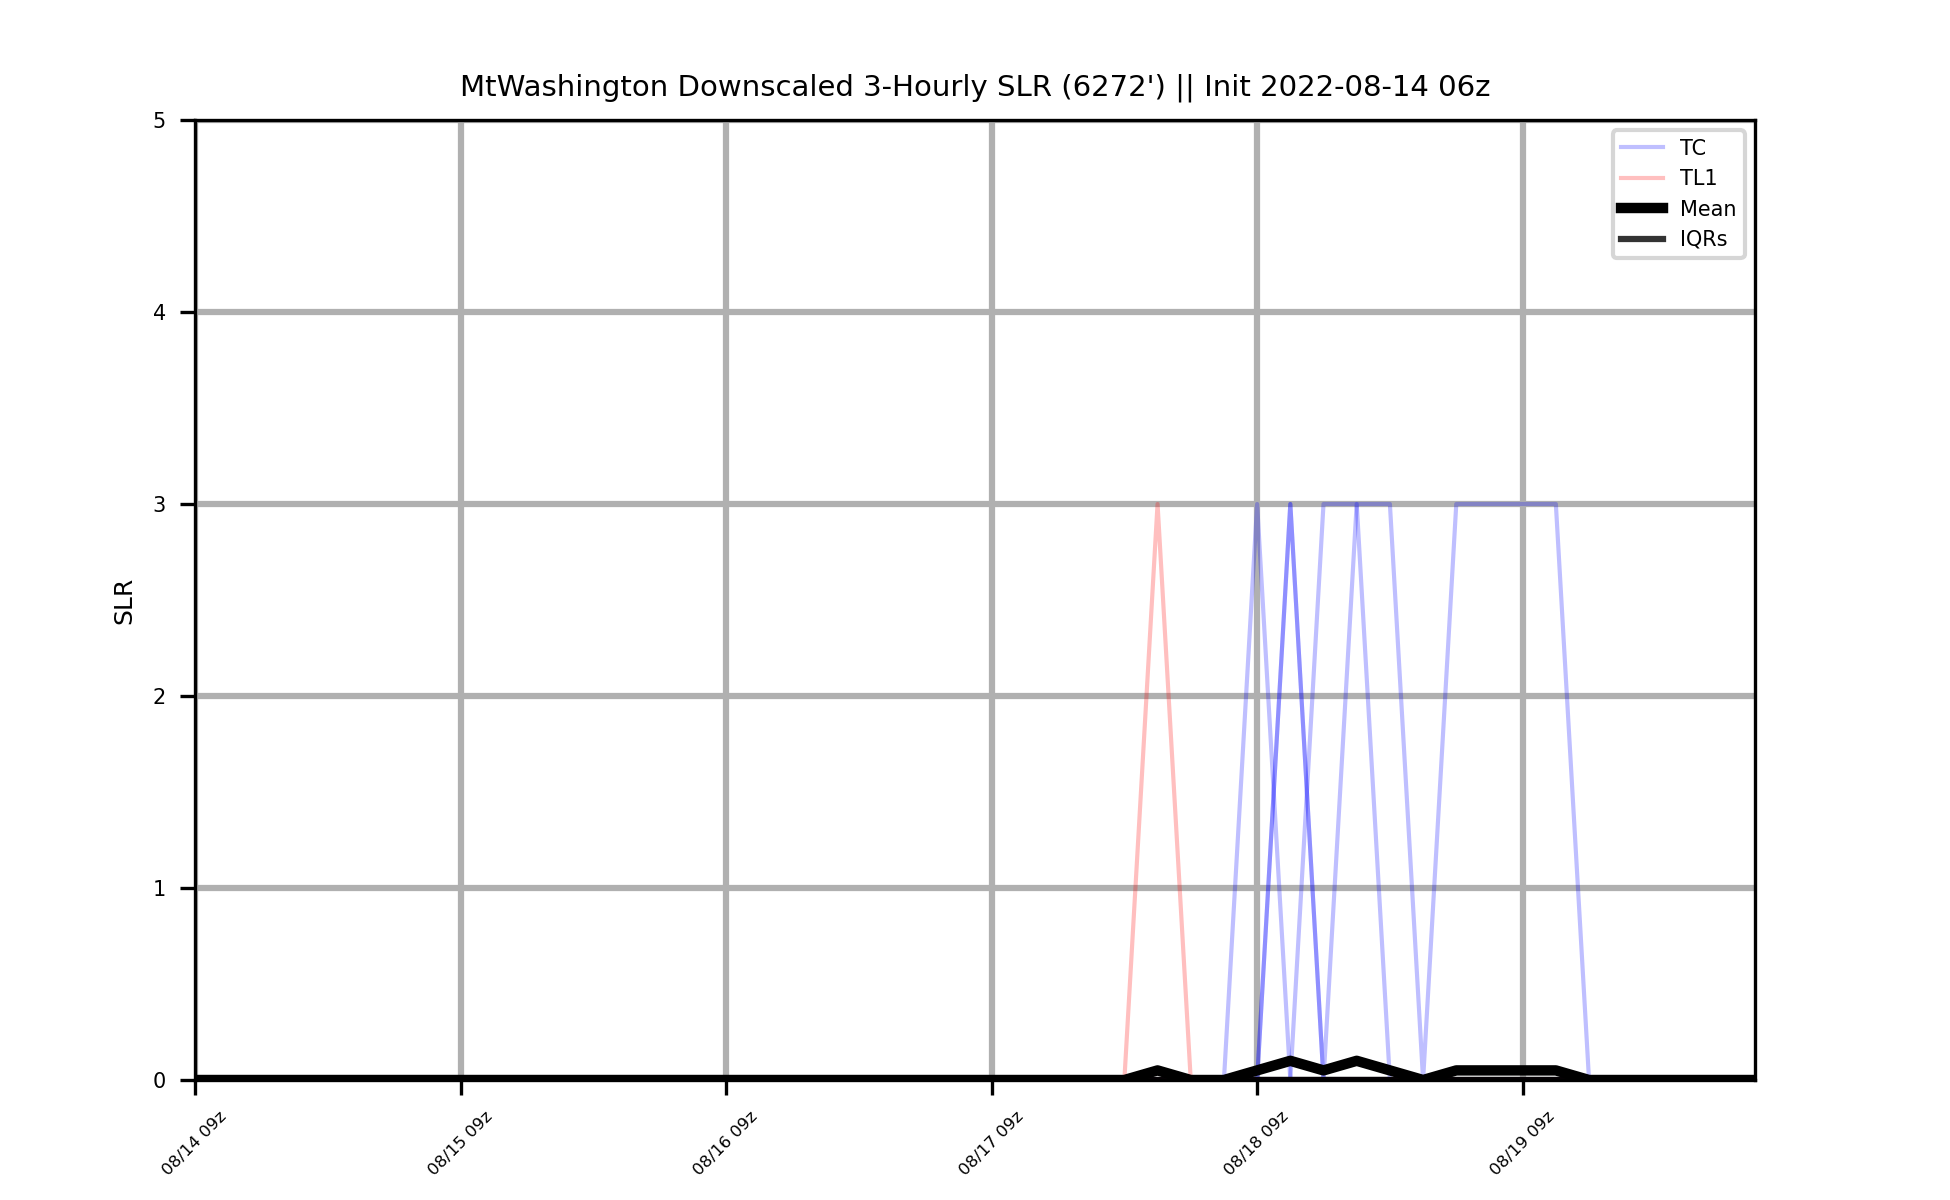 MtWashington Downscaled 3-Hourly SLR (6272') || Init 2022-08-14 06z
TC
TL1
Mean
IQRs
SLR
5
4
3
2
1
0
08/14 09z
08/15 09z
08/16 09z
08/17 09z
08/18 09z
08/19 09z